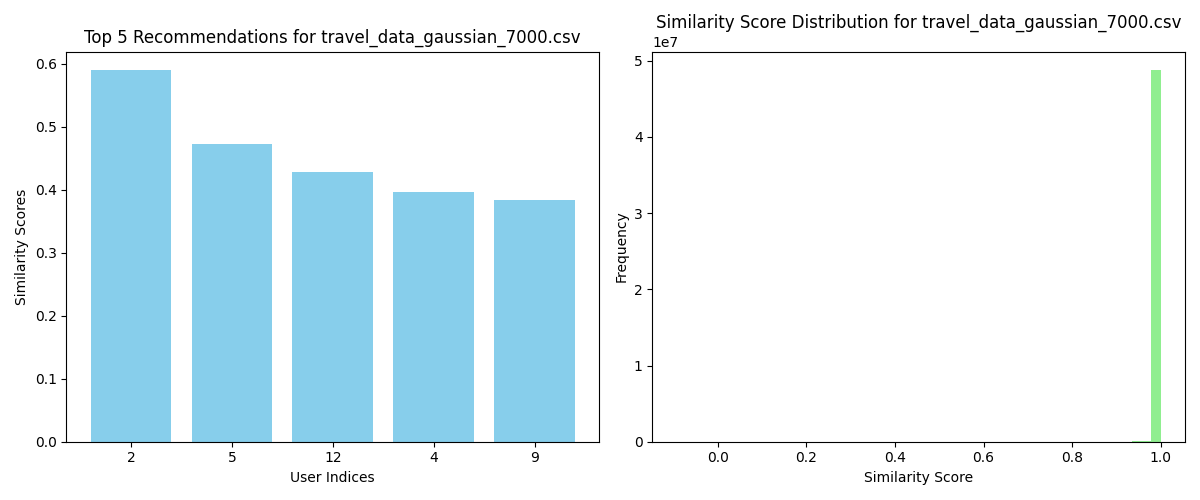 Top 5 Recommendations for travel_data_gaussian_7000.csv
Similarity Scores
0.6
0.5
0.4
0.3
0.2
0.1
0.0
2 5 12 4 9
User Indices
Similarity Score Distribution for travel_data_gaussian_7000.csv
1e7
Frequency
5
4
3
2
1
0
0.0 0.2 0.4 0.6 0.8 1.0
Similarity Score